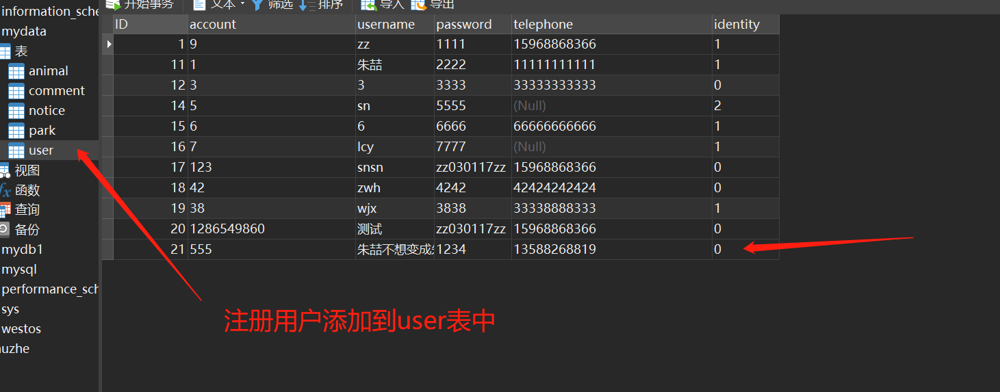 开始事务 文本 筛选 排序 导入 导出
information_sche
mydata
表
animal
comment
notice
park
user
视图
函数
查询
备份
mydb1
mysql
performance_sch
sys
westos
uzhe
ID account username password telephone identity
1 9 zz 1111 15968868366 1
11 1 朱喆 2222 11111111111 1
12 3 3 3333 33333333333 0
14 5 sn 5555 (Null) 2
15 6 6 6666 66666666666 1
16 7 lcy 7777 (Null) 1
17 123 snsn zz030117zz 15968868366 0
18 42 zwh 4242 42424242424 0
19 38 wjx 3838 33338888333 1
20 1286549860 测试 zz030117zz 15968868366 0
21 555 朱喆不想变成 1234 13588268819 0
注册用户添加到user表中